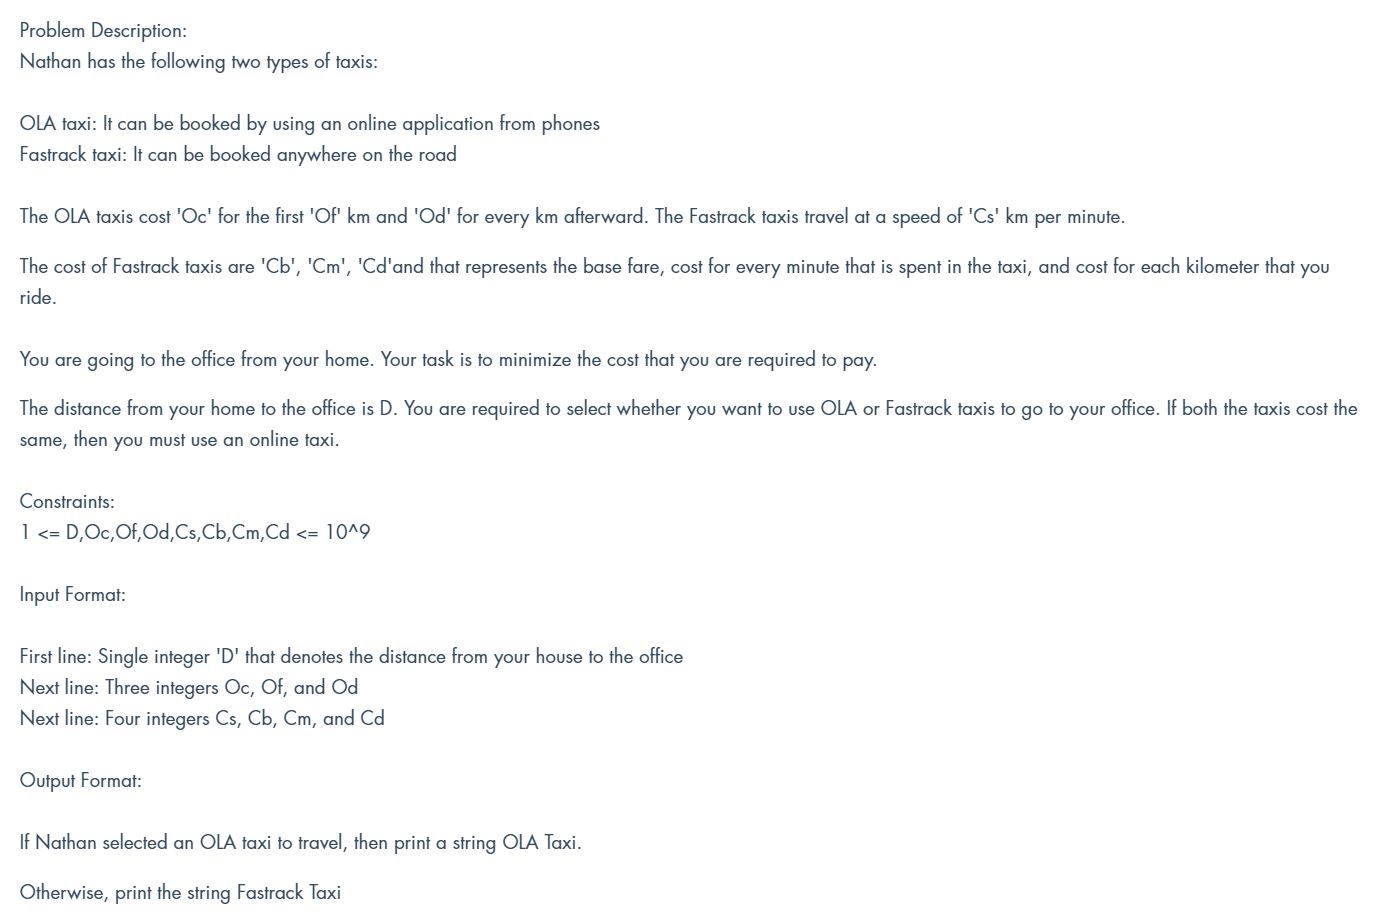 Problem Description:
Nathan has the following two types of taxis:
OLA taxi: It can be booked by using an online application from phones
Fastrack taxi: It can be booked anywhere on the road
The OLA taxis cost 'Oc' for the first 'Of' km and 'Od' for every km afterward. The Fastrack taxis travel at a speed of 'Cs' km per minute.
The cost of Fastrack taxis are 'Cb', 'Cm', 'Cd'and that represents the base fare, cost for every minute that is spent in the taxi, and cost for each kilometer that you
ride.
You are going to the office from your home. Your task is to minimize the cost that you are required to pay.
The distance from your home to the office is D. You are required to select whether you want to use OLA or Fastrack taxis to go to your office. If both the taxis cost the
same, then you must use an online taxi.
Constraints:
1 <= D,Oc,Of,Od,Cs,Cb,Cm,Cd <= 10^9
Input Format:
First line: Single integer 'D' that denotes the distance from your house to the office
Next line: Three integers Oc, Of, and Od
Next line: Four integers Cs, Cb, Cm, and Cd
Output Format:
If Nathan selected an OLA taxi to travel, then print a string OLA Taxi.
Otherwise, print the string Fastrack Taxi